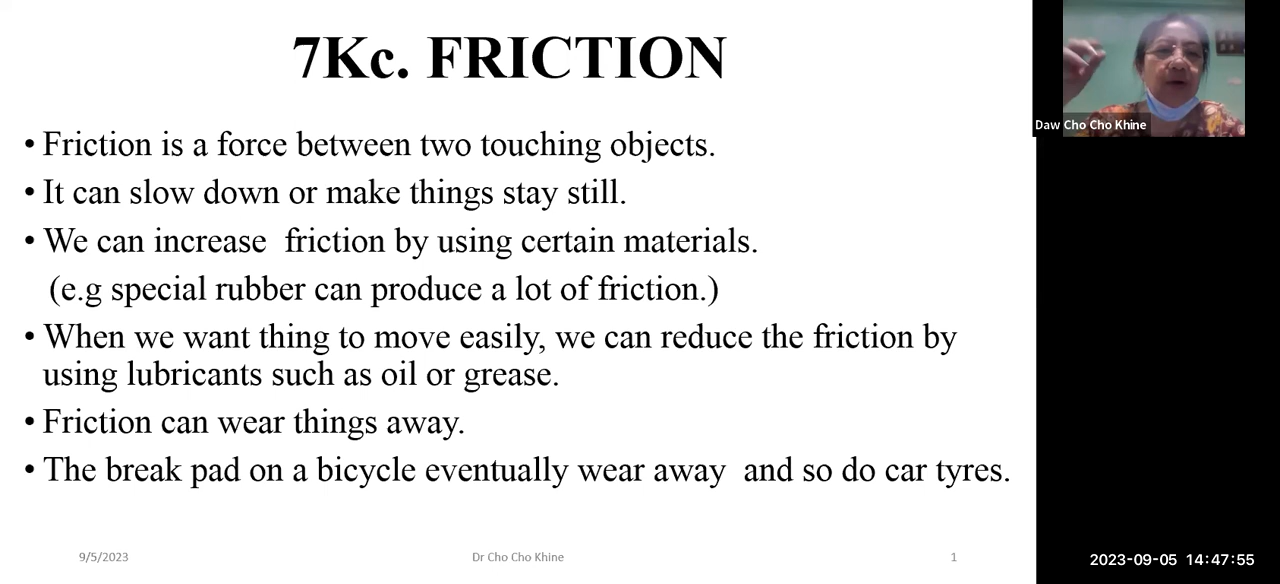 7Kc. FRICTION
• Friction is a force between two touching objects.
• It can slow down or make things stay still.
• We can increase  friction by using certain materials.
(e.g special rubber can produce a lot of friction.)
• When we want thing to move easily, we can reduce the friction by
using lubricants such as oil or grease.
• Friction can wear things away.
• The break pad on a bicycle eventually wear away  and so do car tyres.
9/5/2023
Dr Cho Cho Khine
1
Daw Cho Cho Khine
2023-09-05 14:47:55